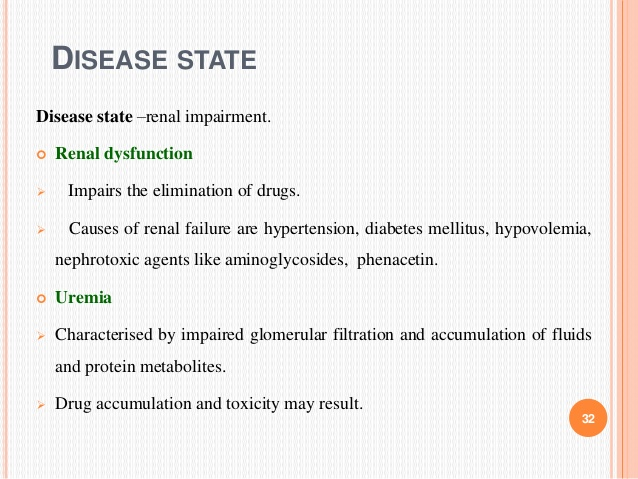 DISEASE STATE
Disease state –renal impairment.
Renal dysfunction
Impairs the elimination of drugs.
Causes of renal failure are hypertension, diabetes mellitus, hypovolemia,
nephrotoxic agents like aminoglycosides, phenacetin.
Uremia
Characterised by impaired glomerular filtration and accumulation of fluids
and protein metabolites.
Drug accumulation and toxicity may result.
32